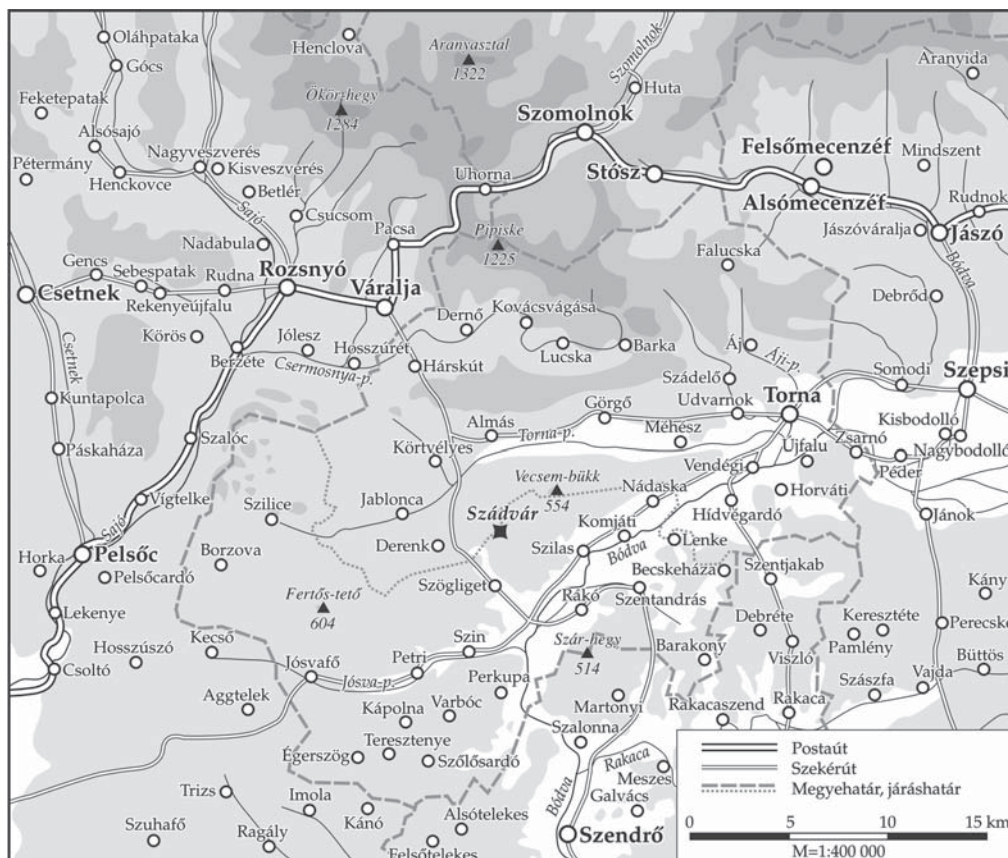 Oláhpataka
Henclova
Aranyasztal
1322
Szomolnok
Aranyida
Gócs
Feketepatak
Ökör-hegy
1284
Huta
Szomolnok
Alsósajó
Nagyveszverés
Kisveszverés
Felsőmecenzéf
Mindszent
Pétermány
Henckovce
Betlér
Uhorna
Stósz
Alsómecenzéf
Rudnok
Sajó
Csucsom
Pacsa
Pipiske
1225
Jászóváralja
Jászó
Nadabula
Falucska
Bódva
Gencs
Sebespatak
Rudna
Rozsnyó
Váralja
Csetnek
Rekenyeújfalu
Debrőd
Kovácsvágása
Dernő
Körös
Jólesz
Hosszúrét
Lucska
Barka
Áj
Áji-p.
Csetnek
Berzéte
Csermosnya-p.
Hárskút
Szádelő
Somodi
Szepsi
Kuntapolca
Görgő
Udvarnok
Torna
Almás
Torna-p.
Méhész
Kisbodolló
Szalóc
Páskaháza
Körtvélyes
Zsarnó
Nagybodolló
Vendégi
Újfalu
Péder
Vecsem-bükk
554
Vígtelke
Szilice
Jablonca
Nádaska
Horváti
Szádvár
Hídvégardó
Jánok
Sajó
Komjáti
Bódva
Pelsőc
Horka
Borzova
Derenk
Szilas
Lenke
Pelsőcardó
Becskeháza
Szentjakab
Kány
Szögliget
Lekenye
Fertős-tető
604
Rákó
Szentandrás
Debréte
Keresztéte
Perecske
Hosszúszó
Kecső
Szin
Szár-hegy
514
Pamlény
Csoltó
Jósvafő
Petri
Barakony
Viszló
Büttös
Jósva-p.
Perkupa
Szászfa
Vajda
Aggtelek
Varbóc
Kápolna
Martonyi
Rakacaszend
Rakaca
Szalonna
Teresztenye
Égerszög
Szőlősardó
Rakaca
Meszes
Trizs
Imola
Bódva
Galvács
Kánó
Alsótelekes
Szuhafő
Ragály
Felsőtelekes
Szendrő
Postaút
Szekérút
Megyehatár, járáshatár
0 5 10 15 km
M=1:400 000